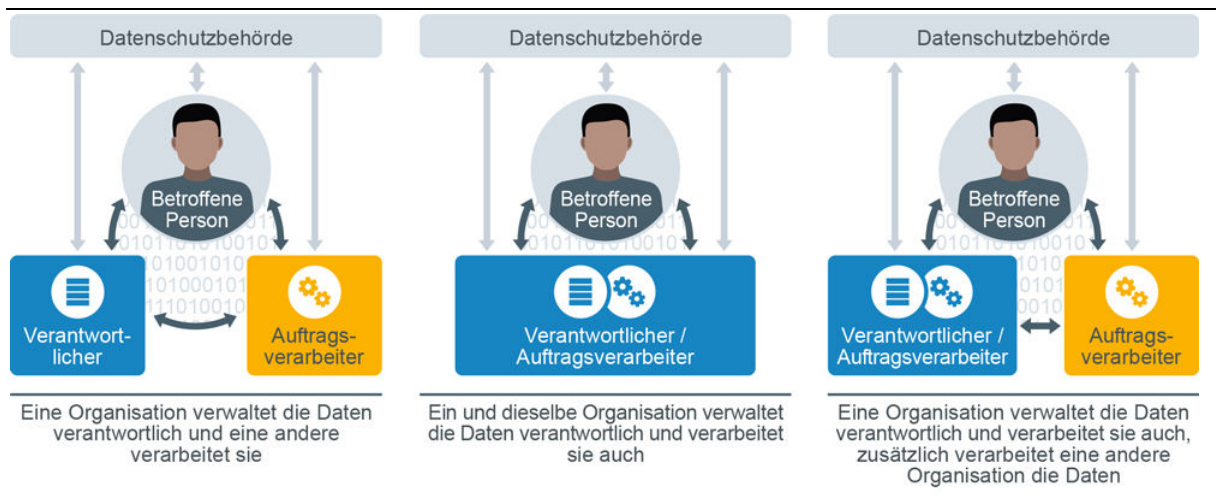 Datenschutzbehörde
Betroffene
Person
Verantwort-
licher
Auftrags-
verarbeiter
Eine Organisation verwaltet die Daten
verantwortlich und eine andere
verarbeitet sie
Datenschutzbehörde
Betroffene
Person
Verantwortlicher /
Auftragsverarbeiter
Ein und dieselbe Organisation verwaltet
die Daten verantwortlich und verarbeitet
sie auch
Datenschutzbehörde
Betroffene
Person
Verantwortlicher /
Auftragsverarbeiter
Auftrags-
verarbeiter
Eine Organisation verwaltet die Daten
verantwortlich und verarbeitet sie auch,
zusätzlich verarbeitet eine andere
Organisation die Daten